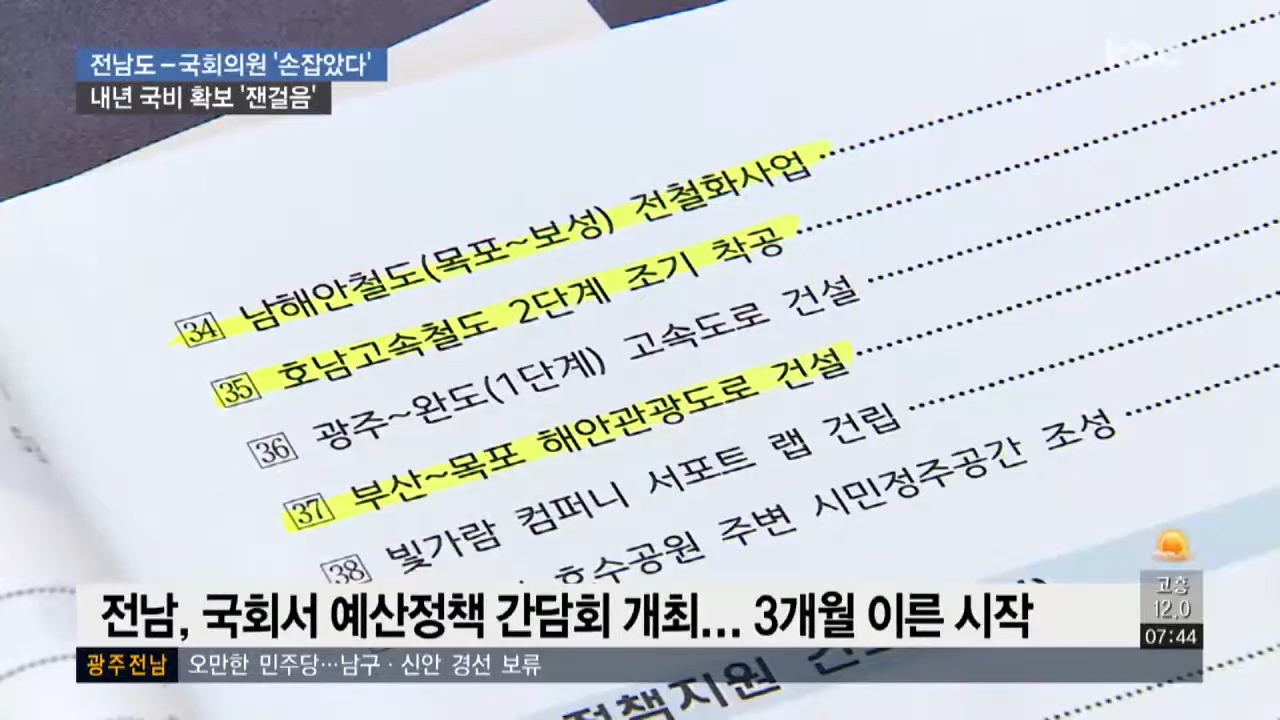 전남도-국회의원 '손잡았다'
내년 국비 확보 '잰걸음'
34 남해안철도(목포~보성) 전철화사업
35 호남고속철도 2단계 조기 착공
36 광주~완도(1단계) 고속도로 건설
37 부산~목포 해안관광도로 건설
38 빛가람 컴퍼니 서포트 랩 건립
호수공원 주변 시민정주공간 조성
전남, 국회서 예산정책 간담회 개최... 3개월 이른 시작
고흥
12.0
07:44
광주전남 오만한 민주당…남구·신안 경선 보류
정책지원